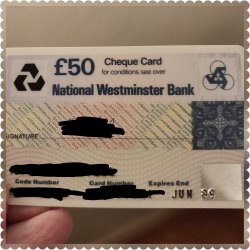 £50 Cheque Card
for conditions see over
National Westminster Bank
SIGNATURE
Code Number Card Number Expires End
JUN